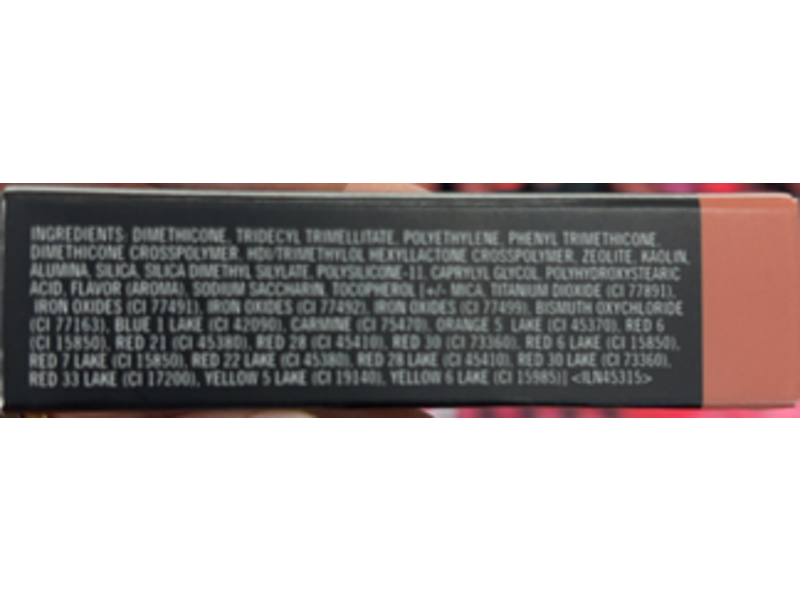 INGREDIENTS: DIMETHICONE, TRIDECYL TRIMELLITATE, POLYETHYLENE, PHENYL TRIMETHICONE,
DIMETHICONE CROSSPOLYMER, HDI/TRIMETHYLOL HEXYLLACTONE CROSSPOLYMER, ZEOLITE, KAOLIN,
ALUMINA, SILICA, SILICA DIMETHYL SILYLATE, POLYSILICONE-11, CAPRYLYL GLYCOL, POLYHYDROXYSTEARIC
ACID, FLAVOR (AROMA), SODIUM SACCHARIN, TOCOPHEROL [+/- MICA, TITANIUM DIOXIDE (CI 77891),
IRON OXIDES (CI 77491), IRON OXIDES (CI 77492), IRON OXIDES (CI 77499), BISMUTH OXYCHLORIDE
(CI 77163), BLUE 1 LAKE (CI 42090), CARMINE (CI 75470), ORANGE 5 LAKE (CI 45370), RED 6
(CI 15850), RED 21 (CI 45380), RED 28 (CI 45410), RED 30 (CI 73360), RED 6 LAKE (CI 15850),
RED 7 LAKE (CI 15850), RED 22 LAKE (CI 45380), RED 28 LAKE (CI 45410), RED 30 LAKE (CI 73360),
RED 33 LAKE (CI 17200), YELLOW 5 LAKE (CI 19140), YELLOW 6 LAKE (CI 15985)] <ILN45315>